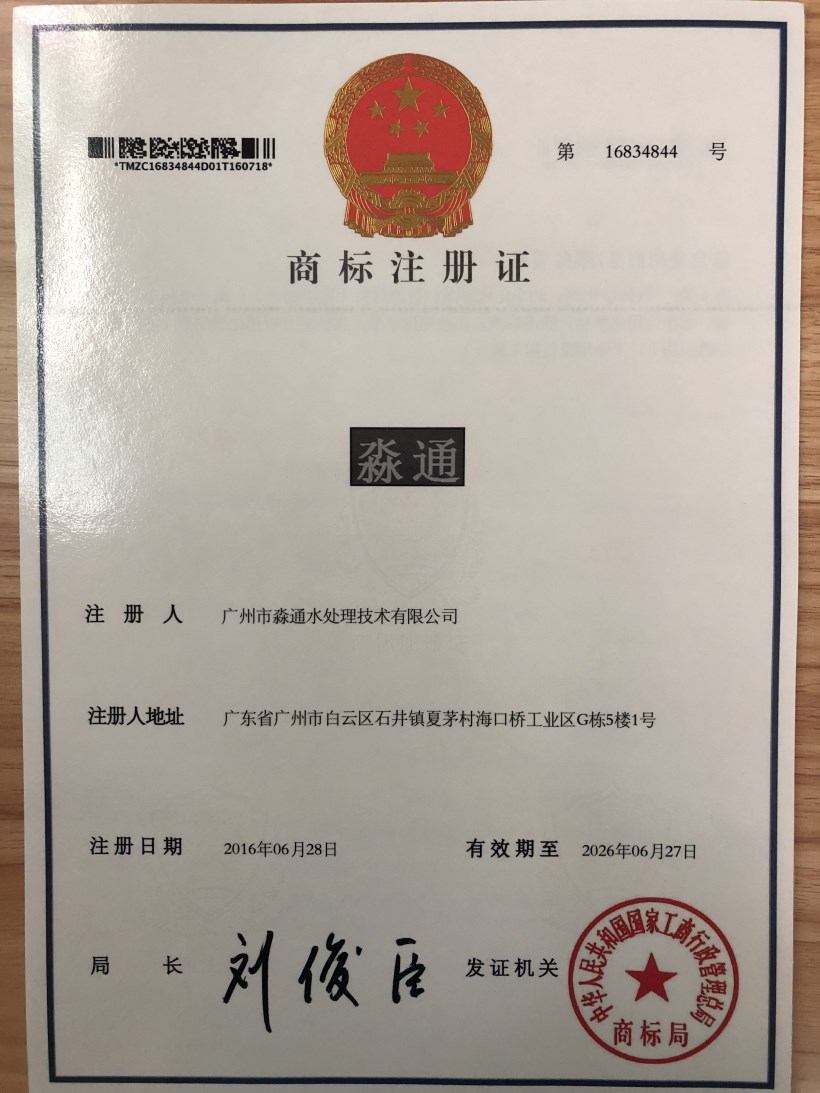 *TMZC16834844D01T160718*
第 16834844 号
商标注册证
淼通
注册人 广州市淼通水处理技术有限公司
注册人地址 广东省广州市白云区石井镇夏茅村海口桥工业区G栋5楼1号
注册日期 2016年06月28日 有效期至 2026年06月27日
局长 刘俊臣 发证机关
中华人民共和国国家工商行政管理总局
商标局